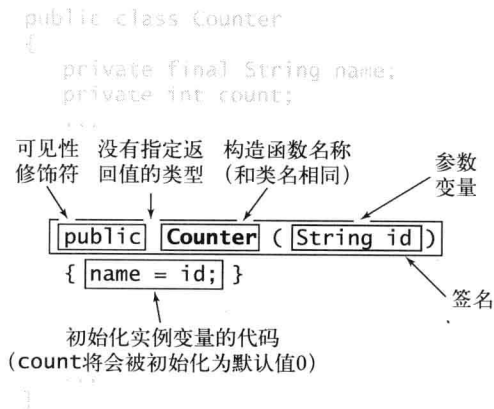 public class Counter
{
private final String name;
private int count;
...
可见性 没有指定返 构造函数名称
修饰符 回值的类型 (和类名相同)
参数
变量
public Counter ( String id )
{ name = id; }
签名
初始化实例变量的代码
(count将会被初始化为默认值0)
...
}